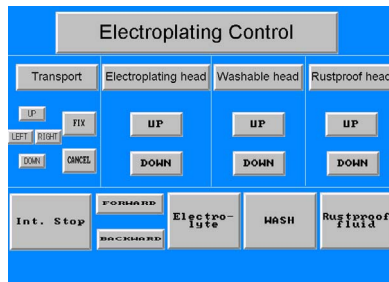 Electroplating Control
Transport
Electroplating head
Washable head
Rustproof head
UP
FIX
LEFT
RIGHT
DOWN
CANCEL
UP
DOWN
UP
DOWN
UP
DOWN
Int. Stop
FORWARD
BACKWARD
Electro-
lyte
WASH
Rustproof
fluid